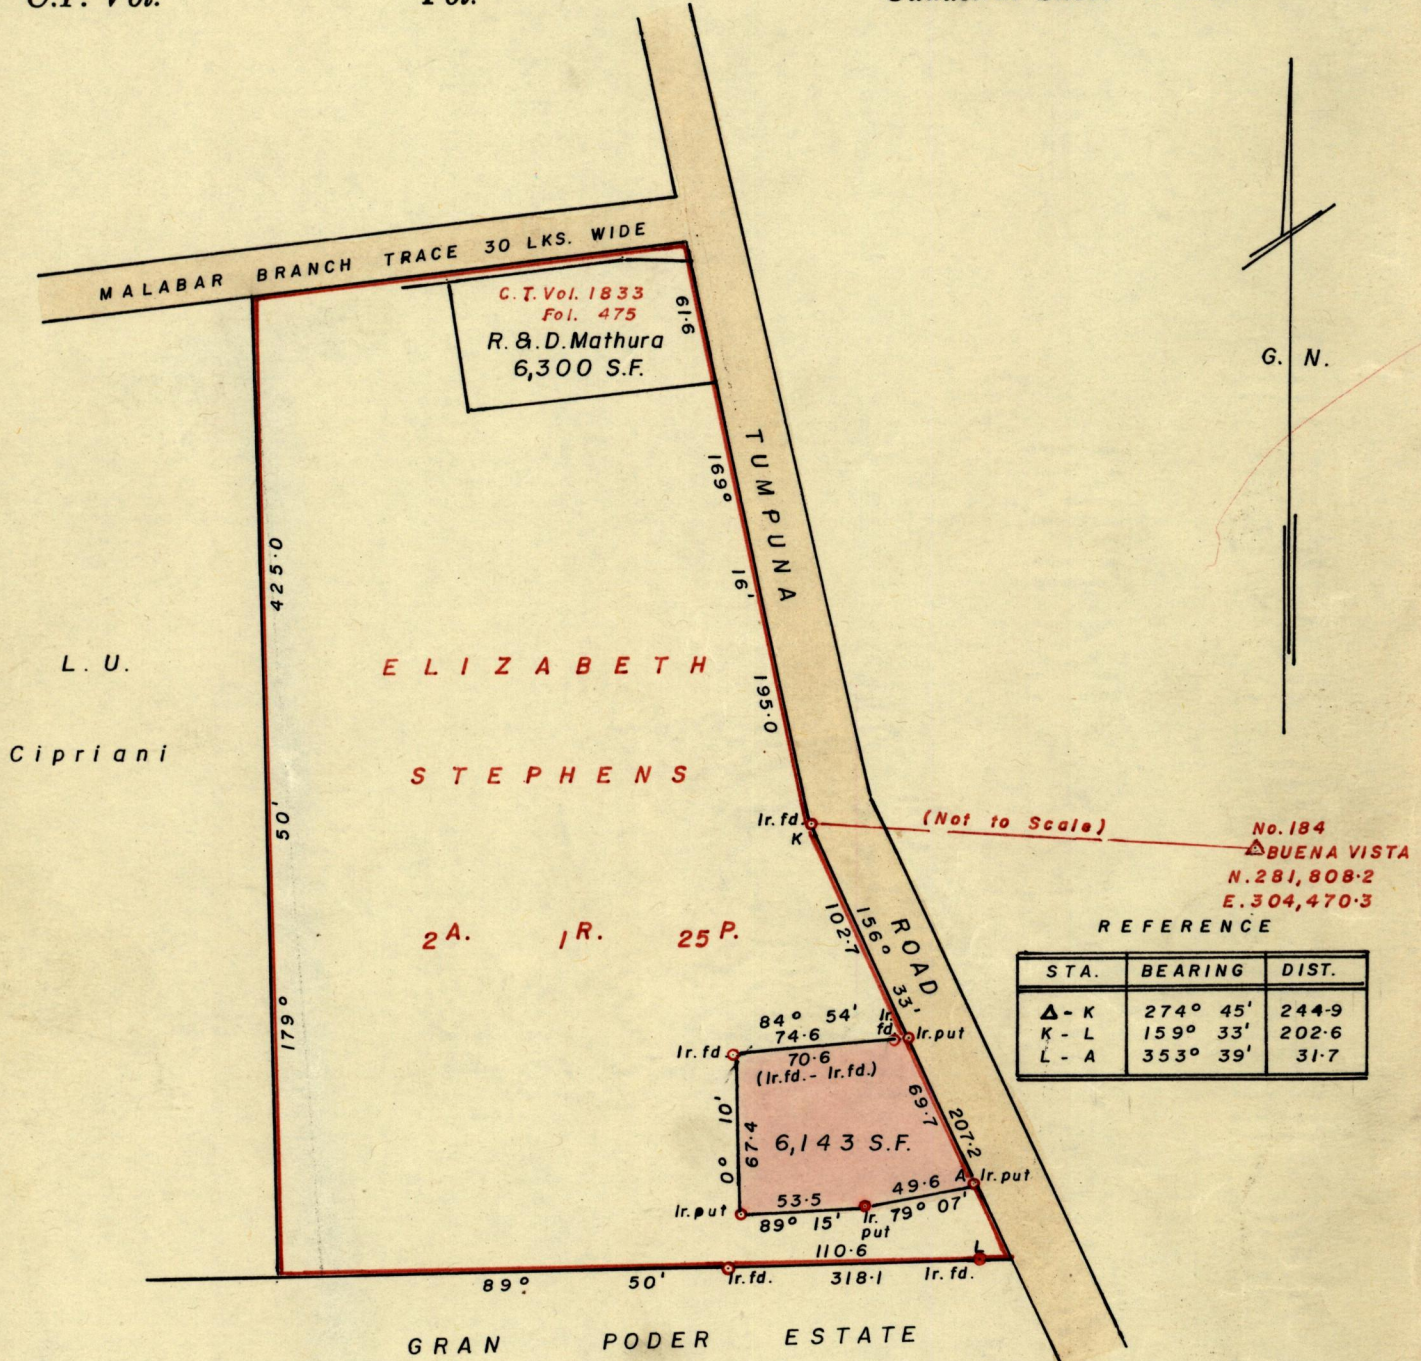 C.T. Vol.
Fol.
MALABAR BRANCH TRACE 30 LKS. WIDE
C.T. Vol. 1833
Fol. 475
R. & D. Mathura
6,300 S.F.
61·6
G. N.
TUMPUNA ROAD
169° 16'
195·0
425·0
179° 50'
L. U.
Cipriani
ELIZABETH
STEPHENS
2A. 1R. 25P.
Ir. fd.
K
(Not to Scale)
No. 184
BUENA VISTA
N. 281,808·2
E. 304,470·3
REFERENCE
STA. BEARING DIST.
Δ - K 274° 45' 244·9
K - L 159° 33' 202·6
L - A 353° 39' 31·7
156° 33'
102·7
84° 54'
74·6
Ir. fd.
Ir. put
Ir. fd.
70·6
(Ir. fd. - Ir. fd.)
0° 10'
67·4
69·7
207·2
6,143 S.F.
A
Ir. put
49·6
79° 07'
53·5
89° 15'
Ir. put
Ir. put
110·6
L
Ir. fd.
318·1
Ir. fd.
89° 50'
GRAN PODER ESTATE